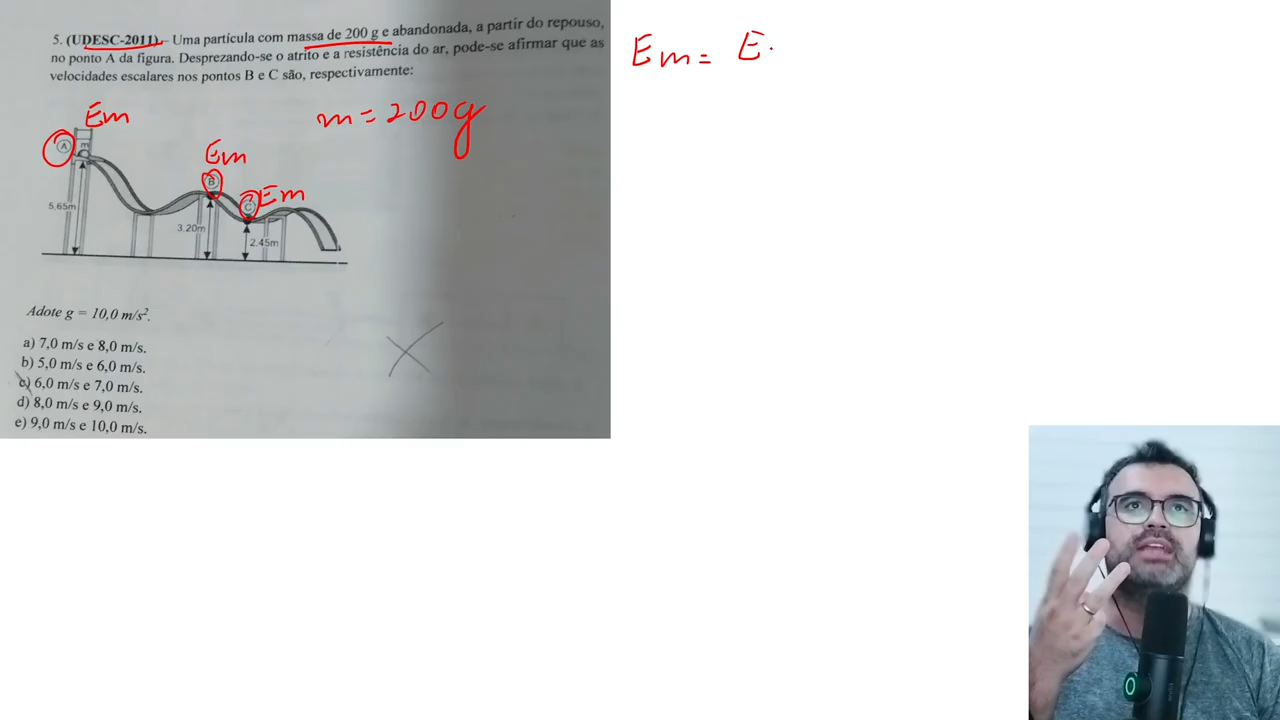 5. (UDESC-2011) – Uma partícula com massa de 200 g e abandonada, a partir do repouso,
no ponto A da figura. Desprezando-se o atrito e a resistência do ar, pode-se afirmar que as
velocidades escalares nos pontos B e C são, respectivamente:
Em = E.
Em
m = 200g
A
m
Em
B
Em
C
5,65m
3,20m
2,45m
Adote g = 10,0 m/s².
a) 7,0 m/s e 8,0 m/s.
b) 5,0 m/s e 6,0 m/s.
c) 6,0 m/s e 7,0 m/s.
d) 8,0 m/s e 9,0 m/s.
e) 9,0 m/s e 10,0 m/s.